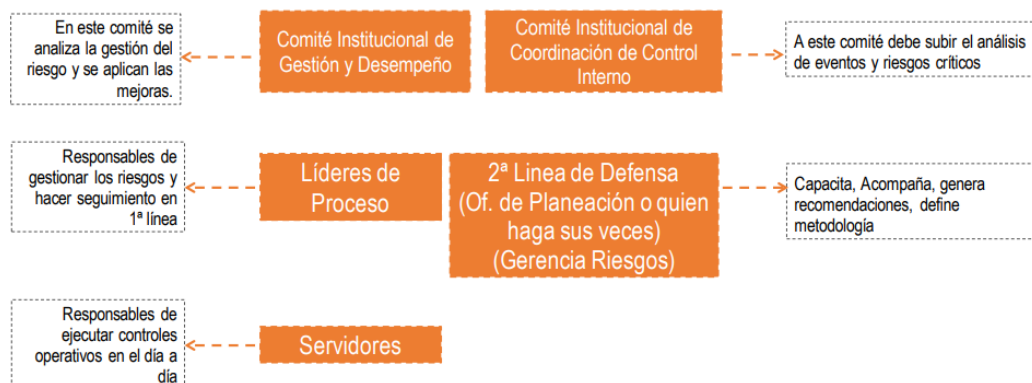 En este comité se
analiza la gestión del
riesgo y se aplican las
mejoras.
Comité Institucional de
Gestión y Desempeño
Comité Institucional de
Coordinación de Control
Interno
A este comité debe subir el análisis
de eventos y riesgos críticos
Responsables de
gestionar los riesgos y
hacer seguimiento en
1ª línea
Líderes de
Proceso
2ª Linea de Defensa
(Of. de Planeación o quien
haga sus veces)
(Gerencia Riesgos)
Capacita, Acompaña, genera
recomendaciones, define
metodología
Responsables de
ejecutar controles
operativos en el día a
día
Servidores